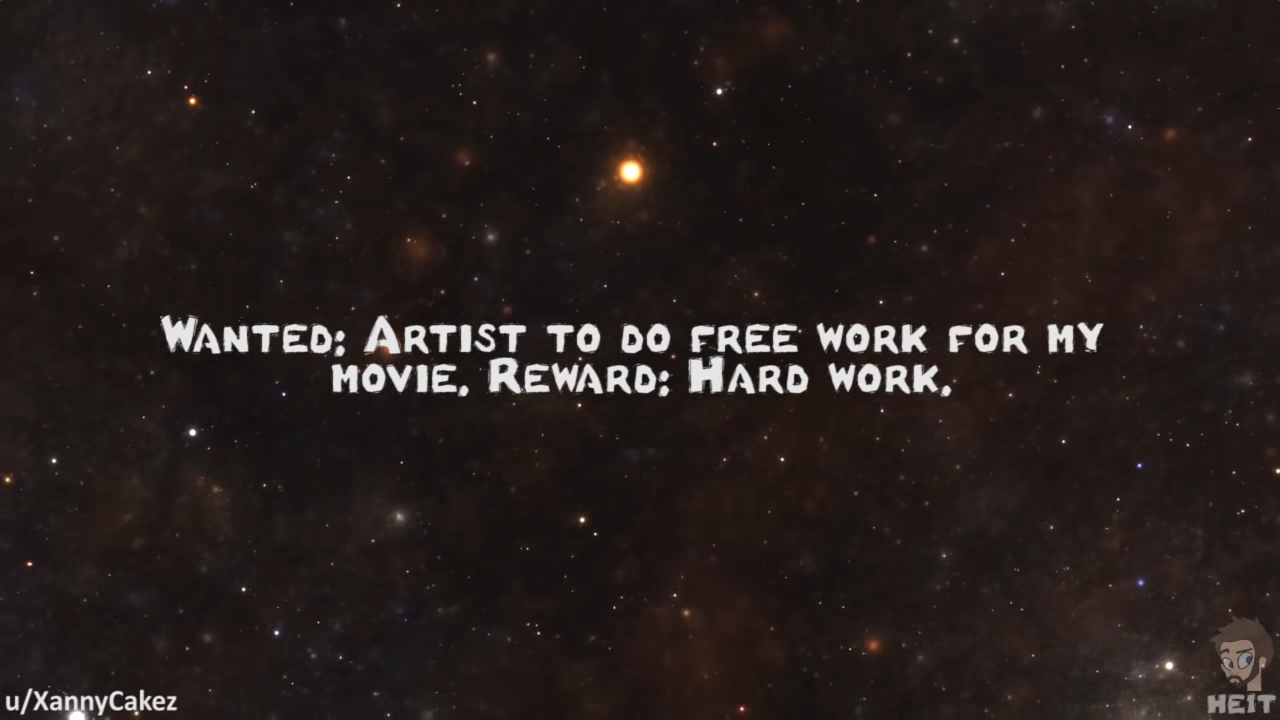 Wanted: Artist to do free work for my
movie. Reward: Hard work.
u/XannyCakez
HEIT